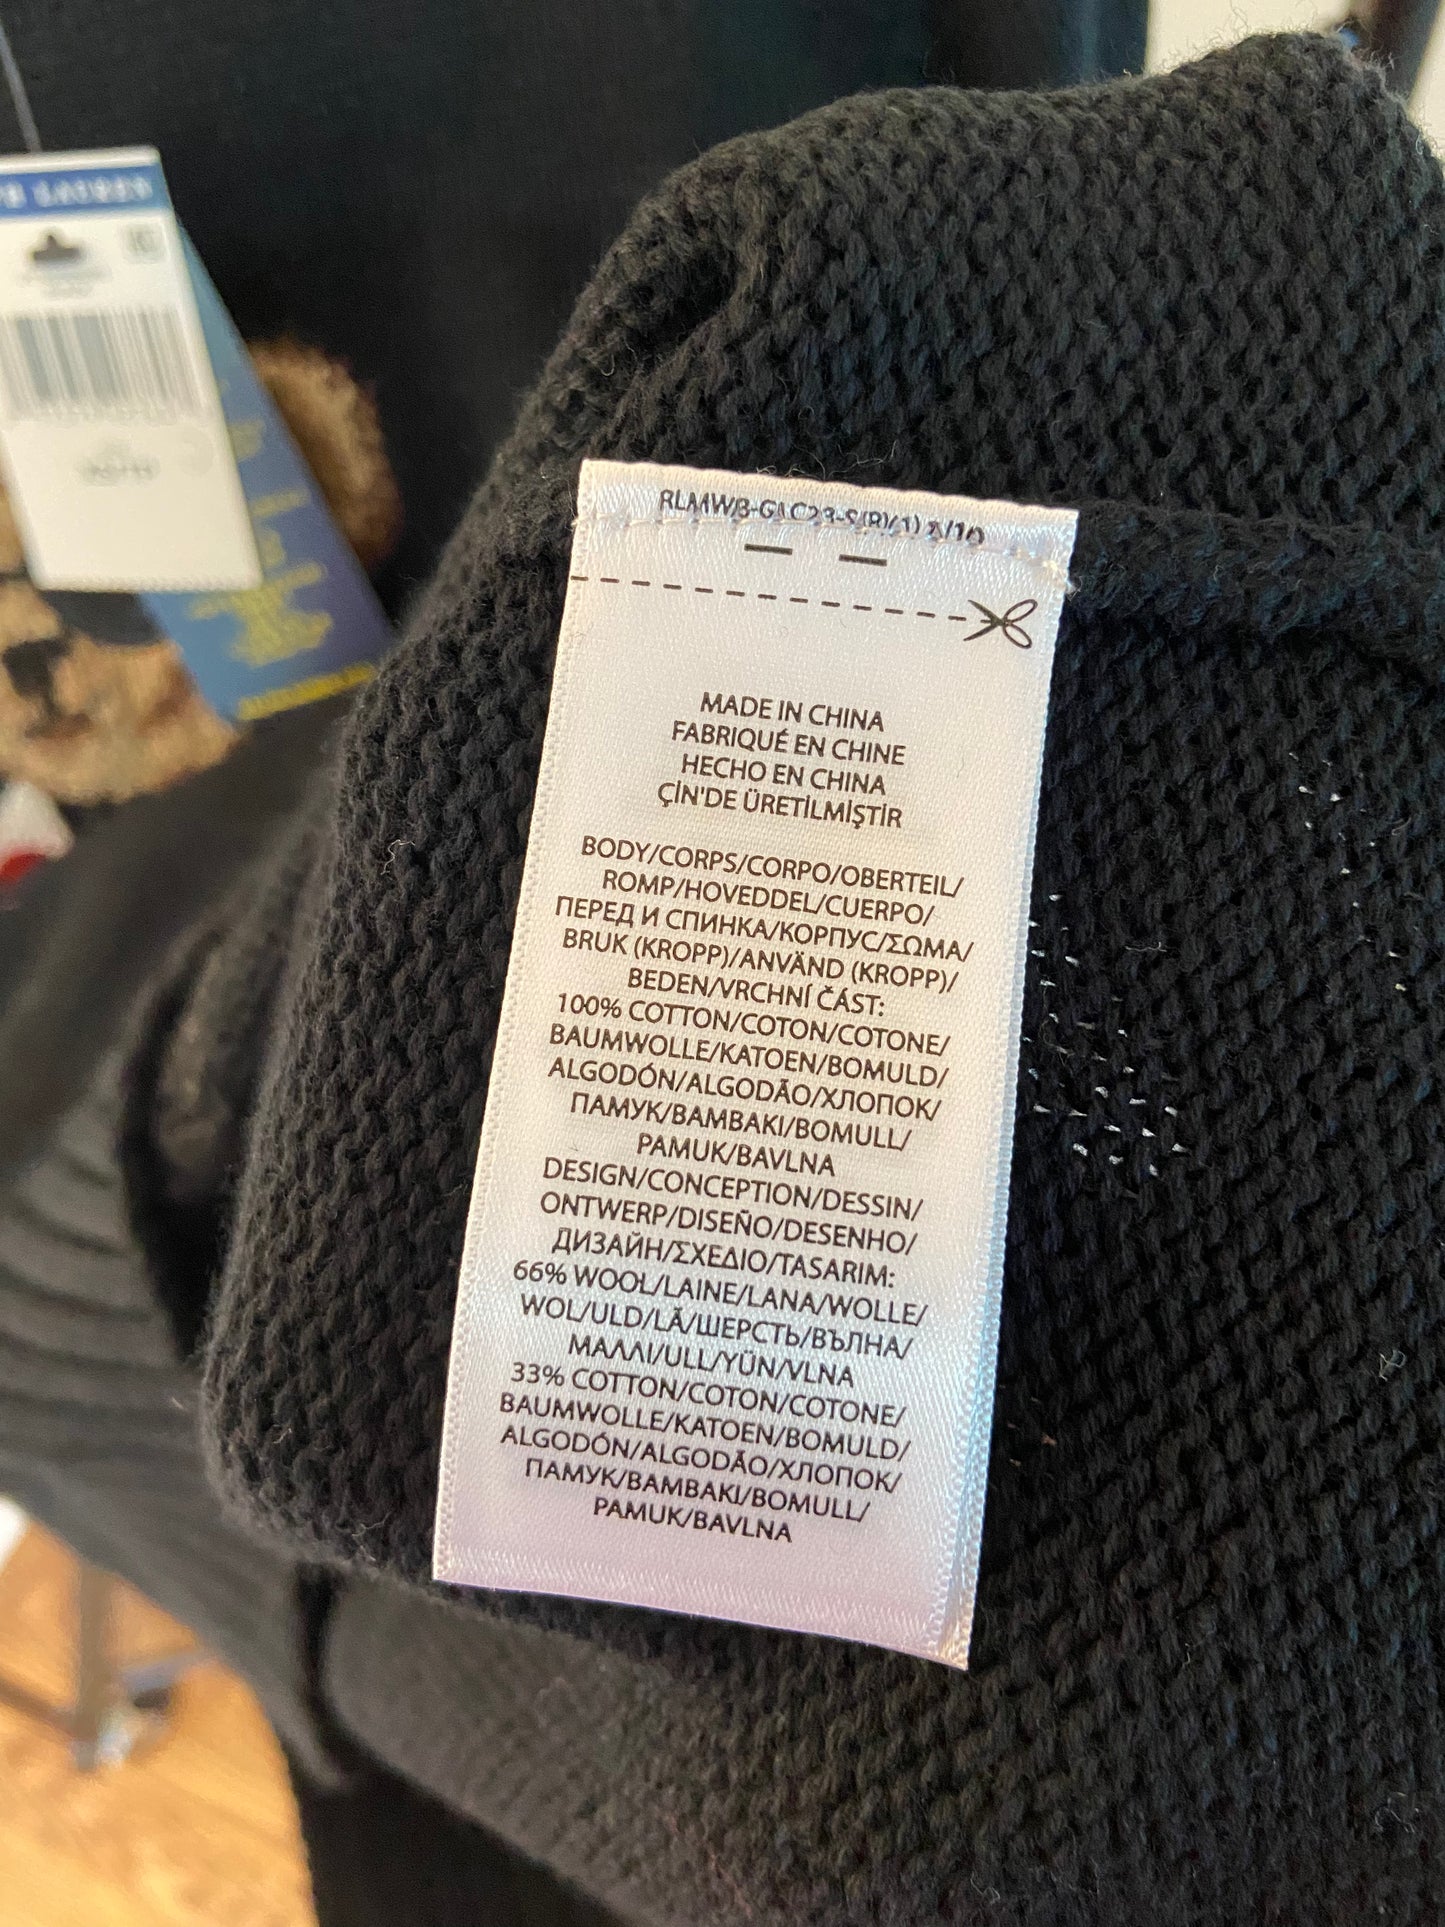 LAUREN
MADE IN CHINA
FABRIQUÉ EN CHINE
HECHO EN CHINA
ÇİN'DE ÜRETİLMİŞTİR
BODY/CORPS/CORPO/OBERTEIL/
ROMP/HOVEDDEL/CUERPO/
ПЕРЕД И СПИНКА/КОРПУС/ΣΩΜΑ/
BRUK (KROPP)/ANVÄND (KROPP)/
BEDEN/VRCHNÍ ČÁST:
100% COTTON/COTON/COTONE/
BAUMWOLLE/KATOEN/BOMULD/
ALGODÓN/ALGODÃO/ХЛОПОК/
ПАМУК/ΒΑΜΒΑΚΙ/BOMULL/
PAMUK/BAVLNA
DESIGN/CONCEPTION/DESSIN/
ONTWERP/DISEÑO/DESENHO/
ДИЗАЙН/ΣΧΕΔΙΟ/TASARIM:
66% WOOL/LAINE/LANA/WOLLE/
WOL/ULD/LÃ/ШЕРСТЬ/ВЪЛНА/
ΜΑΛΛΙ/ULL/YÜN/VLNA
33% COTTON/COTON/COTONE/
BAUMWOLLE/KATOEN/BOMULD/
ALGODÓN/ALGODÃO/ХЛОПОК/
ПАМУК/ΒΑΜΒΑΚΙ/BOMULL/
PAMUK/BAVLNA